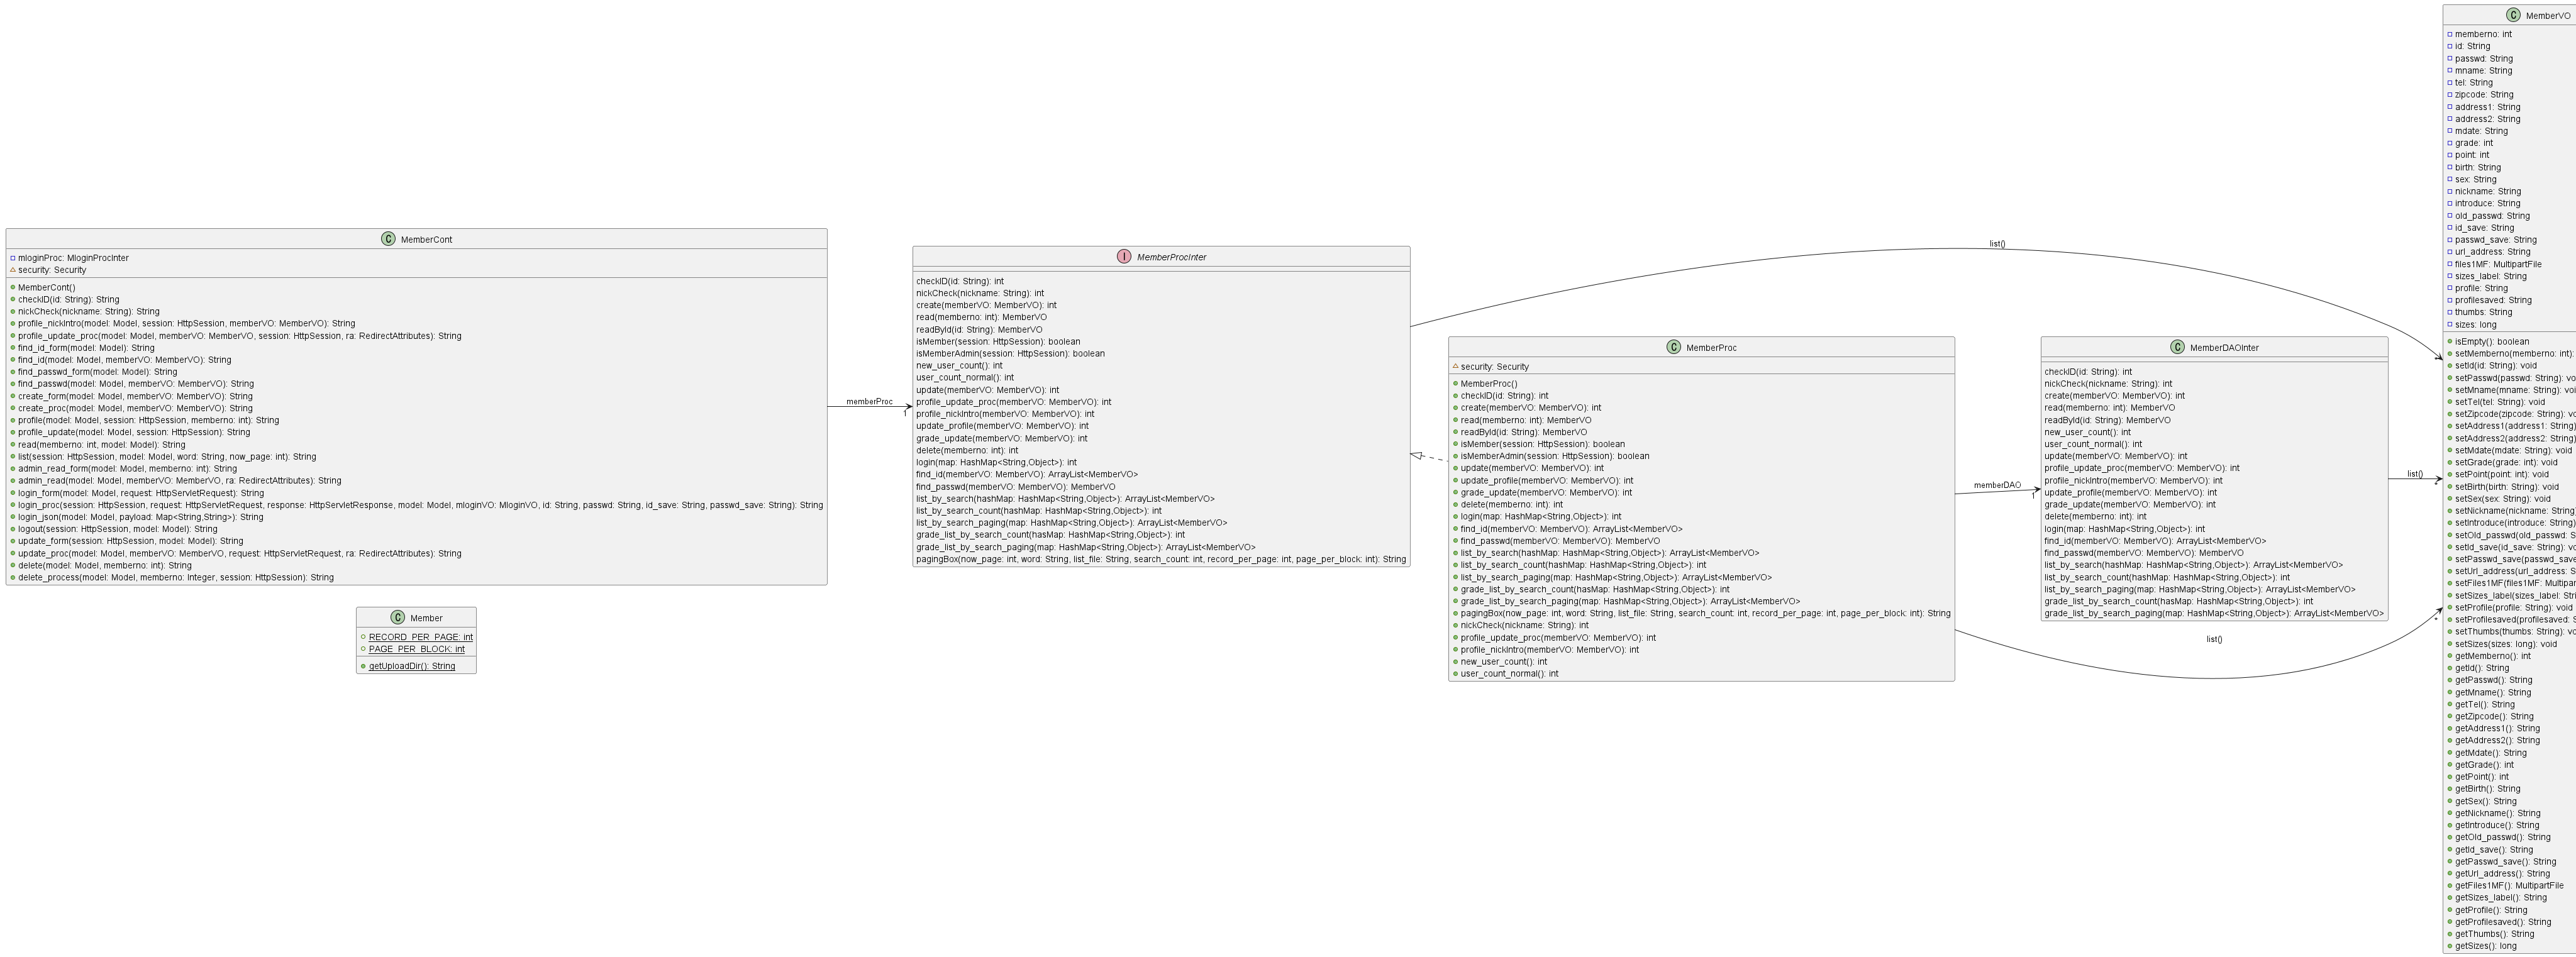 MemberCont
mloginProc: MloginProcInter
security: Security
MemberCont()
checkID(id: String): String
nickCheck(nickname: String): String
profile_nickIntro(model: Model, session: HttpSession, memberVO: MemberVO): String
profile_update_proc(model: Model, memberVO: MemberVO, session: HttpSession, ra: RedirectAttributes): String
find_id_form(model: Model): String
find_id(model: Model, memberVO: MemberVO): String
find_passwd_form(model: Model): String
find_passwd(model: Model, memberVO: MemberVO): String
create_form(model: Model, memberVO: MemberVO): String
create_proc(model: Model, memberVO: MemberVO): String
profile(model: Model, session: HttpSession, memberno: int): String
profile_update(model: Model, session: HttpSession): String
read(memberno: int, model: Model): String
list(session: HttpSession, model: Model, word: String, now_page: int): String
admin_read_form(model: Model, memberno: int): String
admin_read(model: Model, memberVO: MemberVO, ra: RedirectAttributes): String
login_form(model: Model, request: HttpServletRequest): String
login_proc(session: HttpSession, request: HttpServletRequest, response: HttpServletResponse, model: Model, mloginVO: MloginVO, id: String, passwd: String, id_save: String, passwd_save: String): String
login_json(model: Model, payload: Map<String,String>): String
logout(session: HttpSession, model: Model): String
update_form(session: HttpSession, model: Model): String
update_proc(model: Model, memberVO: MemberVO, request: HttpServletRequest, ra: RedirectAttributes): String
delete(model: Model, memberno: int): String
delete_process(model: Model, memberno: Integer, session: HttpSession): String
Member
RECORD_PER_PAGE: int
PAGE_PER_BLOCK: int
getUploadDir(): String
memberProc
1
MemberProcInter
checkID(id: String): int
nickCheck(nickname: String): int
create(memberVO: MemberVO): int
read(memberno: int): MemberVO
readById(id: String): MemberVO
isMember(session: HttpSession): boolean
isMemberAdmin(session: HttpSession): boolean
new_user_count(): int
user_count_normal(): int
update(memberVO: MemberVO): int
profile_update_proc(memberVO: MemberVO): int
profile_nickIntro(memberVO: MemberVO): int
update_profile(memberVO: MemberVO): int
grade_update(memberVO: MemberVO): int
delete(memberno: int): int
login(map: HashMap<String,Object>): int
find_id(memberVO: MemberVO): ArrayList<MemberVO>
find_passwd(memberVO: MemberVO): MemberVO
list_by_search(hashMap: HashMap<String,Object>): ArrayList<MemberVO>
list_by_search_count(hashMap: HashMap<String,Object>): int
list_by_search_paging(map: HashMap<String,Object>): ArrayList<MemberVO>
grade_list_by_search_count(hasMap: HashMap<String,Object>): int
grade_list_by_search_paging(map: HashMap<String,Object>): ArrayList<MemberVO>
pagingBox(now_page: int, word: String, list_file: String, search_count: int, record_per_page: int, page_per_block: int): String
MemberProc
security: Security
MemberProc()
checkID(id: String): int
create(memberVO: MemberVO): int
read(memberno: int): MemberVO
readById(id: String): MemberVO
isMember(session: HttpSession): boolean
isMemberAdmin(session: HttpSession): boolean
update(memberVO: MemberVO): int
update_profile(memberVO: MemberVO): int
grade_update(memberVO: MemberVO): int
delete(memberno: int): int
login(map: HashMap<String,Object>): int
find_id(memberVO: MemberVO): ArrayList<MemberVO>
find_passwd(memberVO: MemberVO): MemberVO
list_by_search(hashMap: HashMap<String,Object>): ArrayList<MemberVO>
list_by_search_count(hashMap: HashMap<String,Object>): int
list_by_search_paging(map: HashMap<String,Object>): ArrayList<MemberVO>
grade_list_by_search_count(hasMap: HashMap<String,Object>): int
grade_list_by_search_paging(map: HashMap<String,Object>): ArrayList<MemberVO>
pagingBox(now_page: int, word: String, list_file: String, search_count: int, record_per_page: int, page_per_block: int): String
nickCheck(nickname: String): int
profile_update_proc(memberVO: MemberVO): int
profile_nickIntro(memberVO: MemberVO): int
new_user_count(): int
user_count_normal(): int
memberDAO
1
MemberDAOInter
checkID(id: String): int
nickCheck(nickname: String): int
create(memberVO: MemberVO): int
read(memberno: int): MemberVO
readById(id: String): MemberVO
new_user_count(): int
user_count_normal(): int
update(memberVO: MemberVO): int
profile_update_proc(memberVO: MemberVO): int
profile_nickIntro(memberVO: MemberVO): int
update_profile(memberVO: MemberVO): int
grade_update(memberVO: MemberVO): int
delete(memberno: int): int
login(map: HashMap<String,Object>): int
find_id(memberVO: MemberVO): ArrayList<MemberVO>
find_passwd(memberVO: MemberVO): MemberVO
list_by_search(hashMap: HashMap<String,Object>): ArrayList<MemberVO>
list_by_search_count(hashMap: HashMap<String,Object>): int
list_by_search_paging(map: HashMap<String,Object>): ArrayList<MemberVO>
grade_list_by_search_count(hasMap: HashMap<String,Object>): int
grade_list_by_search_paging(map: HashMap<String,Object>): ArrayList<MemberVO>
list()
list()
*
list()
*
MemberVO
memberno: int
id: String
passwd: String
mname: String
tel: String
zipcode: String
address1: String
address2: String
mdate: String
grade: int
point: int
birth: String
sex: String
nickname: String
introduce: String
old_passwd: String
id_save: String
passwd_save: String
url_address: String
files1MF: MultipartFile
sizes_label: String
profile: String
profilesaved: String
thumbs: String
sizes: long
isEmpty(): boolean
setMemberno(memberno: int):
setId(id: String): void
setPasswd(passwd: String):
setMname(mname: String):
setTel(tel: String): void
setZipcode(zipcode: String):
setAddress1(address1: String)
setAddress2(address2: String)
setMdate(mdate: String): void
setGrade(grade: int): void
setPoint(point: int): void
setBirth(birth: String): void
setSex(sex: String): void
setNickname(nickname: String)
setIntroduce(introduce: String)
setOld_passwd(old_passwd:
setId_save(id_save: String):
setPasswd_save(passwd_save
setUrl_address(url_address:
setFiles1MF(files1MF:
setSizes_label(sizes_label:
setProfile(profile: String): void
setProfilesaved(profilesaved:
setThumbs(thumbs: String):
setSizes(sizes: long): void
getMemberno(): int
getId(): String
getPasswd(): String
getMname(): String
getTel(): String
getZipcode(): String
getAddress1(): String
getAddress2(): String
getMdate(): String
getGrade(): int
getPoint(): int
getBirth(): String
getSex(): String
getNickname(): String
getIntroduce(): String
getOld_passwd(): String
getId_save(): String
getPasswd_save(): String
getUrl_address(): String
getFiles1MF(): MultipartFile
getSizes_label(): String
getProfile(): String
getProfilesaved(): String
getThumbs(): String
getSizes(): long